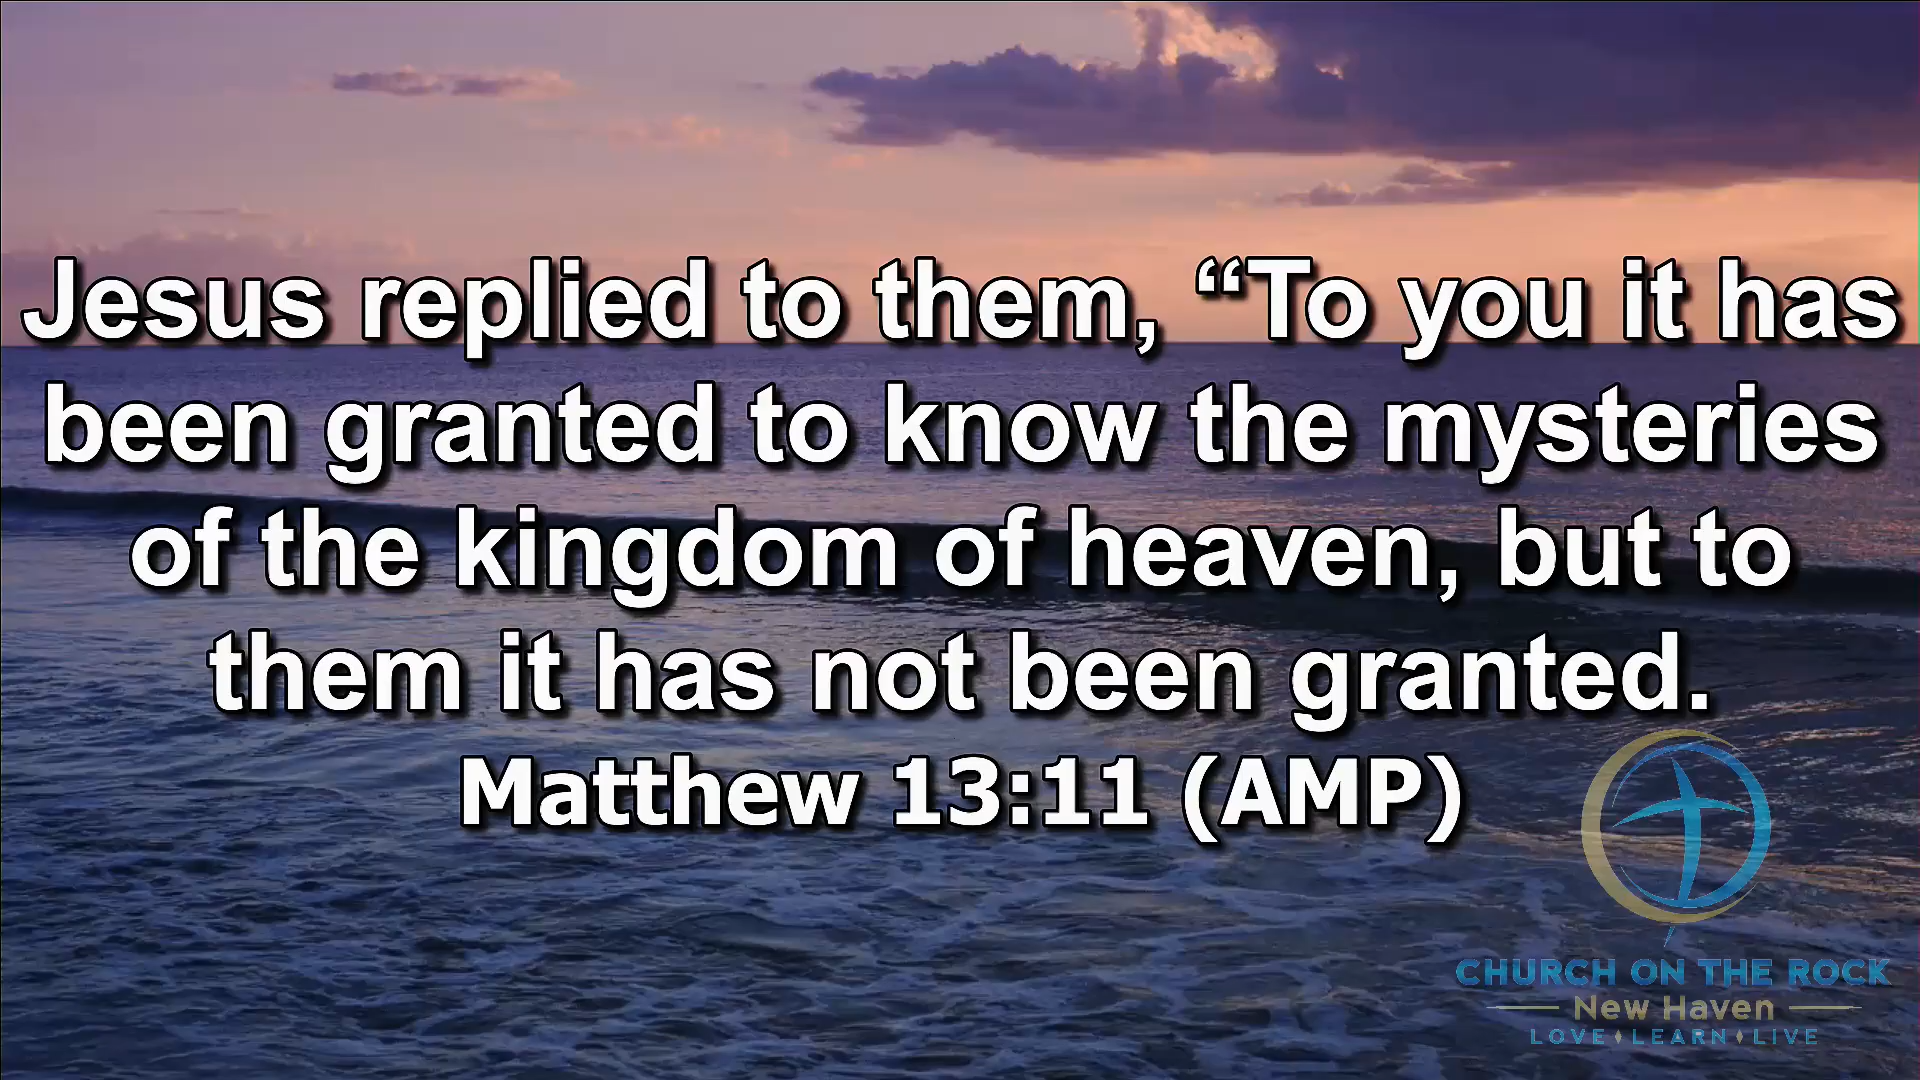 Jesus replied to them, “To you it has
been granted to know the mysteries
of the kingdom of heaven, but to
them it has not been granted.
Matthew 13:11 (AMP)
CHURCH ON THE ROCK
New Haven
LOVE ♦ LEARN ♦ LIVE